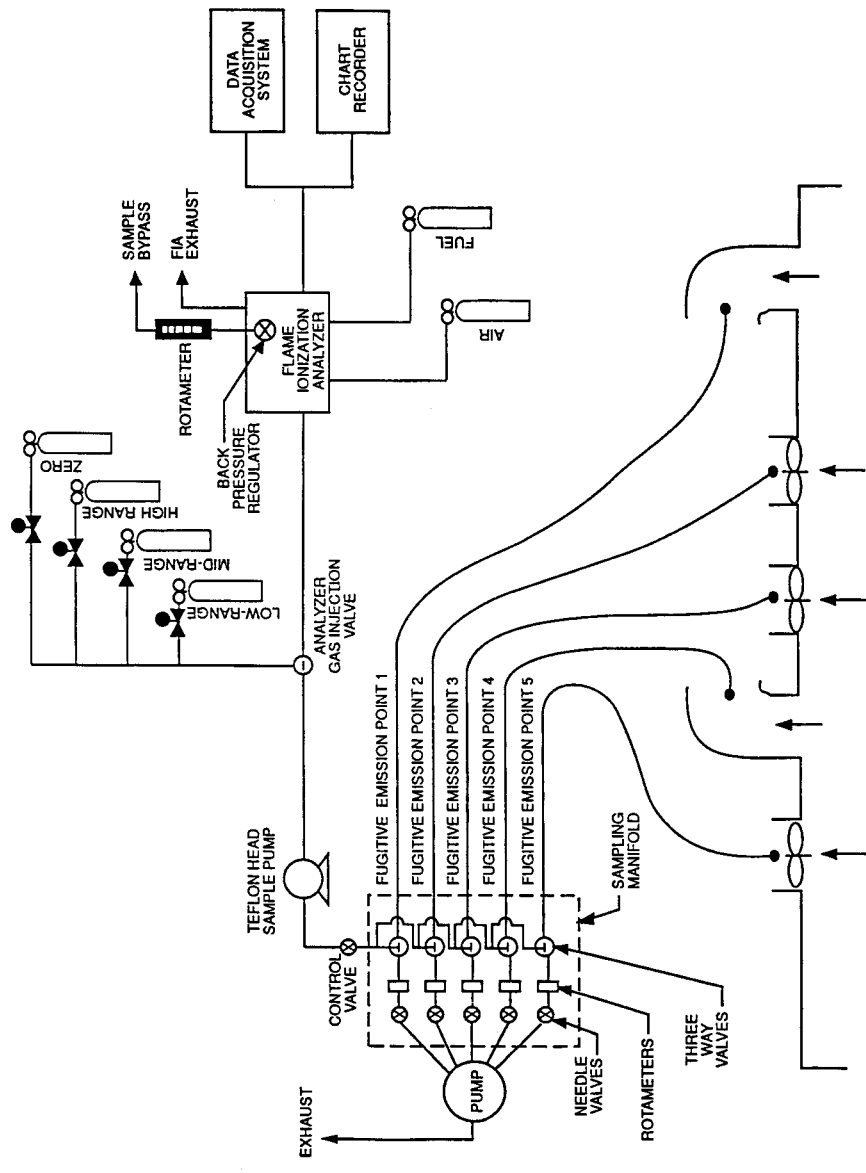 DATA
ACQUISITION
SYSTEM
CHART
RECORDER
SAMPLE
BYPASS
FIA
EXHAUST
ROTAMETER
BACK
PRESSURE
REGULATOR
FLAME
IONIZATION
ANALYZER
FUEL
AIR
ZERO
HIGH RANGE
MID-RANGE
LOW-RANGE
ANALYZER
GAS INJECTION
VALVE
TEFLON HEAD
SAMPLE PUMP
CONTROL
VALVE
FUGITIVE EMISSION POINT 1
FUGITIVE EMISSION POINT 2
FUGITIVE EMISSION POINT 3
FUGITIVE EMISSION POINT 4
FUGITIVE EMISSION POINT 5
SAMPLING
MANIFOLD
EXHAUST
PUMP
NEEDLE
VALVES
ROTAMETERS
THREE
WAY
VALVES